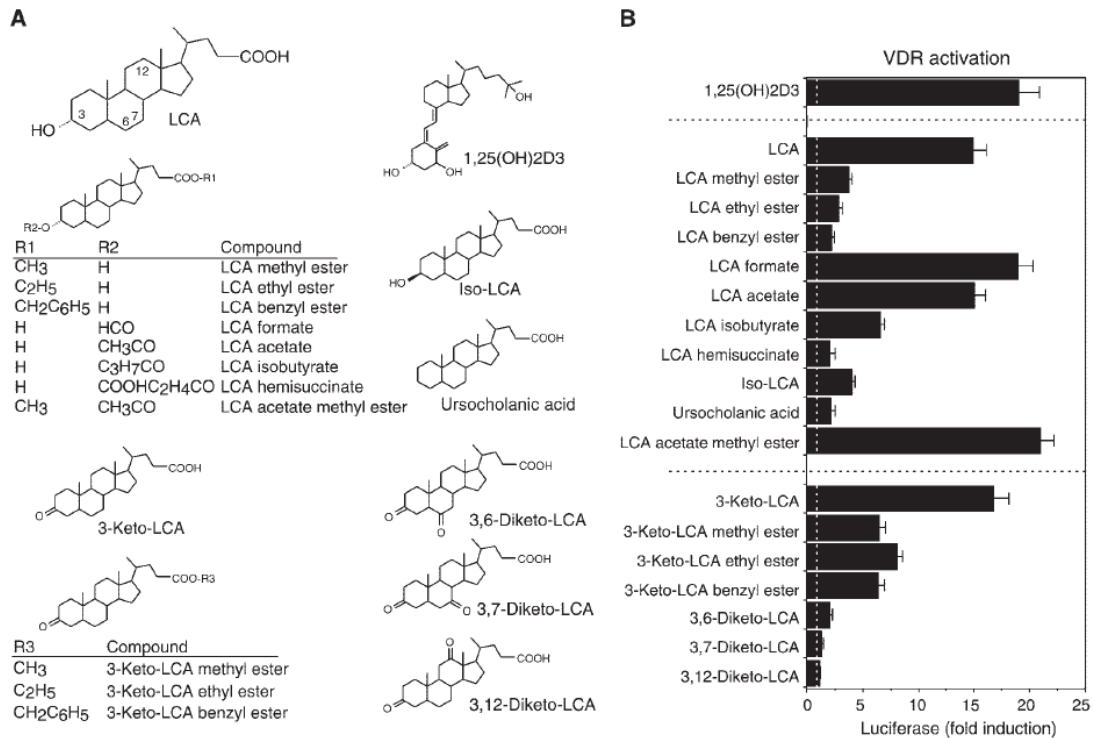 A
COOH
12
3
6
7
HO
LCA
OH
HO
OH
1,25(OH)2D3
COO-R1
R2-O
R1 R2 Compound
CH3 H LCA methyl ester
C2H5 H LCA ethyl ester
CH2C6H5 H LCA benzyl ester
H HCO LCA formate
H CH3CO LCA acetate
H C3H7CO LCA isobutyrate
H COOHC2H4CO LCA hemisuccinate
CH3 CH3CO LCA acetate methyl ester
COOH
HO
Iso-LCA
COOH
Ursocholanic acid
COOH
O
3-Keto-LCA
COOH
O
O
3,6-Diketo-LCA
COO-R3
O
R3 Compound
CH3 3-Keto-LCA methyl ester
C2H5 3-Keto-LCA ethyl ester
CH2C6H5 3-Keto-LCA benzyl ester
COOH
O
O
3,7-Diketo-LCA
O
COOH
O
3,12-Diketo-LCA
B
VDR activation
1,25(OH)2D3
LCA
LCA methyl ester
LCA ethyl ester
LCA benzyl ester
LCA formate
LCA acetate
LCA isobutyrate
LCA hemisuccinate
Iso-LCA
Ursocholanic acid
LCA acetate methyl ester
3-Keto-LCA
3-Keto-LCA methyl ester
3-Keto-LCA ethyl ester
3-Keto-LCA benzyl ester
3,6-Diketo-LCA
3,7-Diketo-LCA
3,12-Diketo-LCA
0 5 10 15 20 25
Luciferase (fold induction)